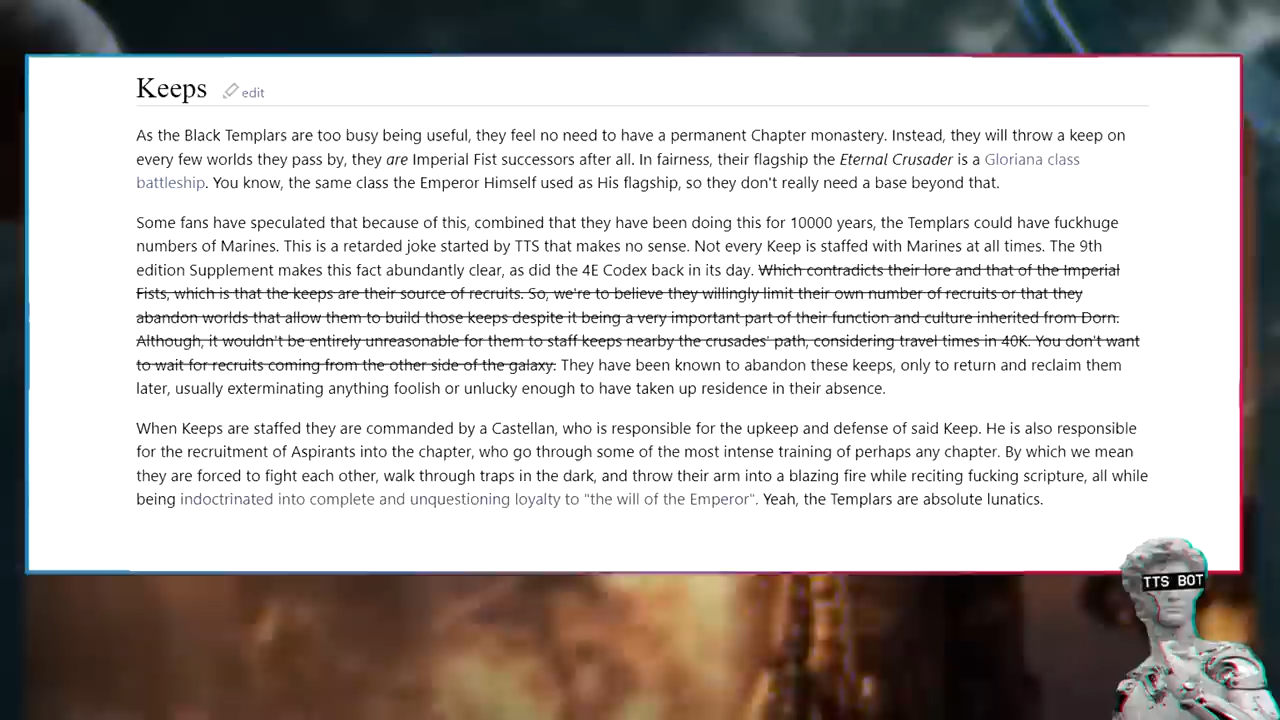 Keeps edit
As the Black Templars are too busy being useful, they feel no need to have a permanent Chapter monastery. Instead, they will throw a keep on
every few worlds they pass by, they are Imperial Fist successors after all. In fairness, their flagship the Eternal Crusader is a Gloriana class
battleship. You know, the same class the Emperor Himself used as His flagship, so they don't really need a base beyond that.
Some fans have speculated that because of this, combined that they have been doing this for 10000 years, the Templars could have fuckhuge
numbers of Marines. This is a retarded joke started by TTS that makes no sense. Not every Keep is staffed with Marines at all times. The 9th
edition Supplement makes this fact abundantly clear, as did the 4E Codex back in its day. Which contradicts their lore and that of the Imperial
Fists, which is that the keeps are their source of recruits. So, we're to believe they willingly limit their own number of recruits or that they
abandon worlds that allow them to build those keeps despite it being a very important part of their function and culture inherited from Dorn.
Although, it wouldn't be entirely unreasonable for them to staff keeps nearby the crusades' path, considering travel times in 40K. You don't want
to wait for recruits coming from the other side of the galaxy. They have been known to abandon these keeps, only to return and reclaim them
later, usually exterminating anything foolish or unlucky enough to have taken up residence in their absence.
When Keeps are staffed they are commanded by a Castellan, who is responsible for the upkeep and defense of said Keep. He is also responsible
for the recruitment of Aspirants into the chapter, who go through some of the most intense training of perhaps any chapter. By which we mean
they are forced to fight each other, walk through traps in the dark, and throw their arm into a blazing fire while reciting fucking scripture, all while
being indoctrinated into complete and unquestioning loyalty to "the will of the Emperor". Yeah, the Templars are absolute lunatics.
TTS BOT